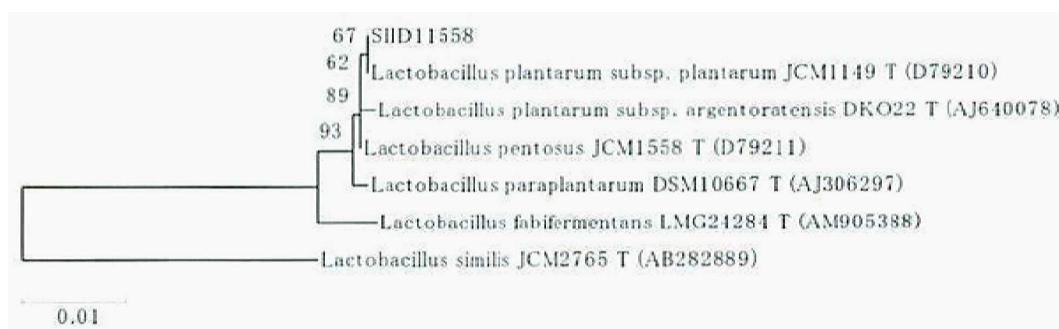 67 SIID11558
62
Lactobacillus plantarum subsp. plantarum JCM1149 T (D79210)
89
Lactobacillus plantarum subsp. argentoratensis DKO22 T (AJ640078)
93
Lactobacillus pentosus JCM1558 T (D79211)
Lactobacillus paraplantarum DSM10667 T (AJ306297)
Lactobacillus fabifermentans LMG24284 T (AM905388)
Lactobacillus similis JCM2765 T (AB282889)
0.01